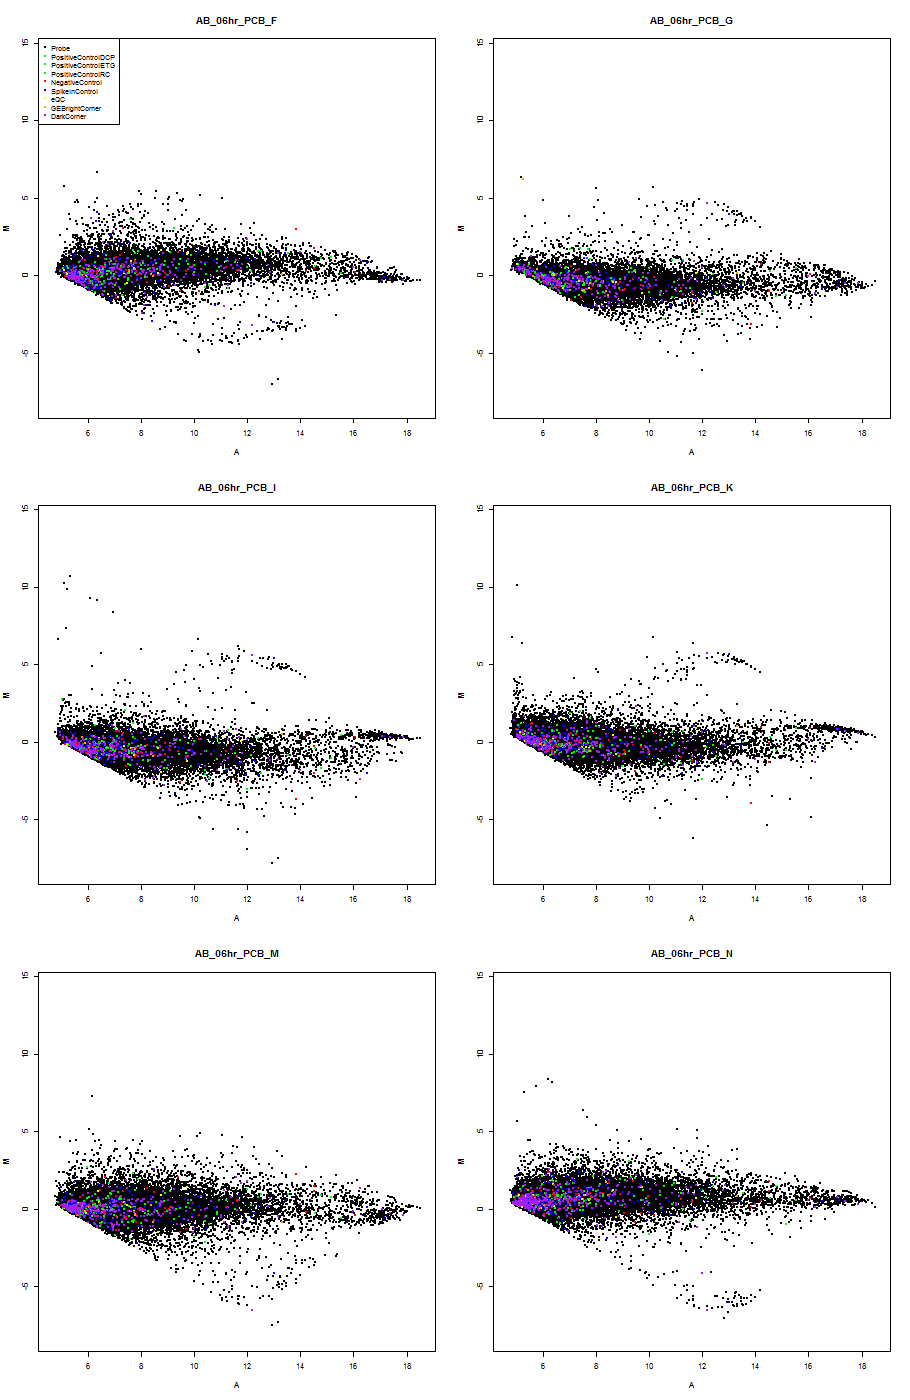 AB_06hr_PCB_F
15
10
5
0
-5
M
Probe
PositiveControlDCP
PositiveControlETG
PositiveControlRC
NegativeControl
SpikeInControl
eQC
GEBrightCorner
DarkCorner
6 8 10 12 14 16 18
A
AB_06hr_PCB_G
15
10
5
0
-5
M
6 8 10 12 14 16 18
A
AB_06hr_PCB_I
15
10
5
0
-5
M
6 8 10 12 14 16 18
A
AB_06hr_PCB_K
15
10
5
0
-5
M
6 8 10 12 14 16 18
A
AB_06hr_PCB_M
15
10
5
0
-5
M
6 8 10 12 14 16 18
A
AB_06hr_PCB_N
15
10
5
0
-5
M
6 8 10 12 14 16 18
A